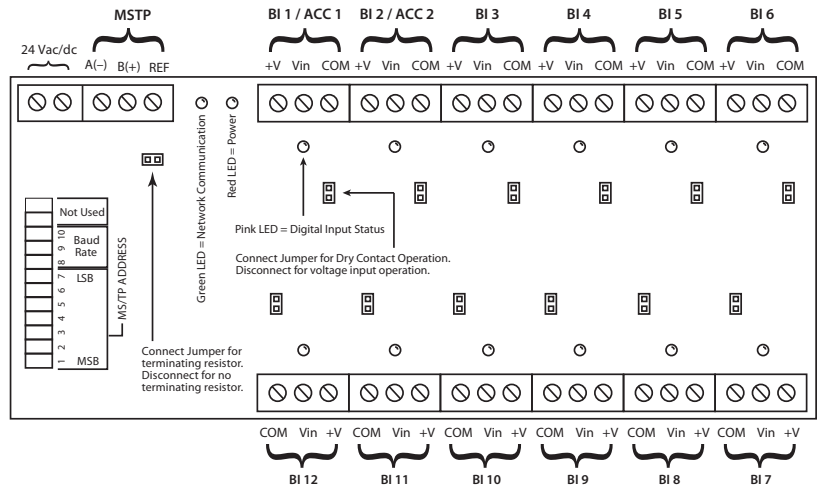 MSTP
BI 1 / ACC 1 BI 2 / ACC 2 BI 3 BI 4 BI 5 BI 6
24 Vac/dc
A(–) B(+) REF
+V Vin COM +V Vin COM +V Vin COM +V Vin COM +V Vin COM +V Vin COM
Green LED = Network Communication
Red LED = Power
Pink LED = Digital Input Status
Connect Jumper for Dry Contact Operation.
Disconnect for voltage input operation.
Not Used
Baud
Rate
LSB
MSB
1 2 3 4 5 6 7 8 9 10
MS/TP ADDRESS
Connect Jumper for
terminating resistor.
Disconnect for no
terminating resistor.
COM Vin +V COM Vin +V COM Vin +V COM Vin +V COM Vin +V COM Vin +V
BI 12 BI 11 BI 10 BI 9 BI 8 BI 7